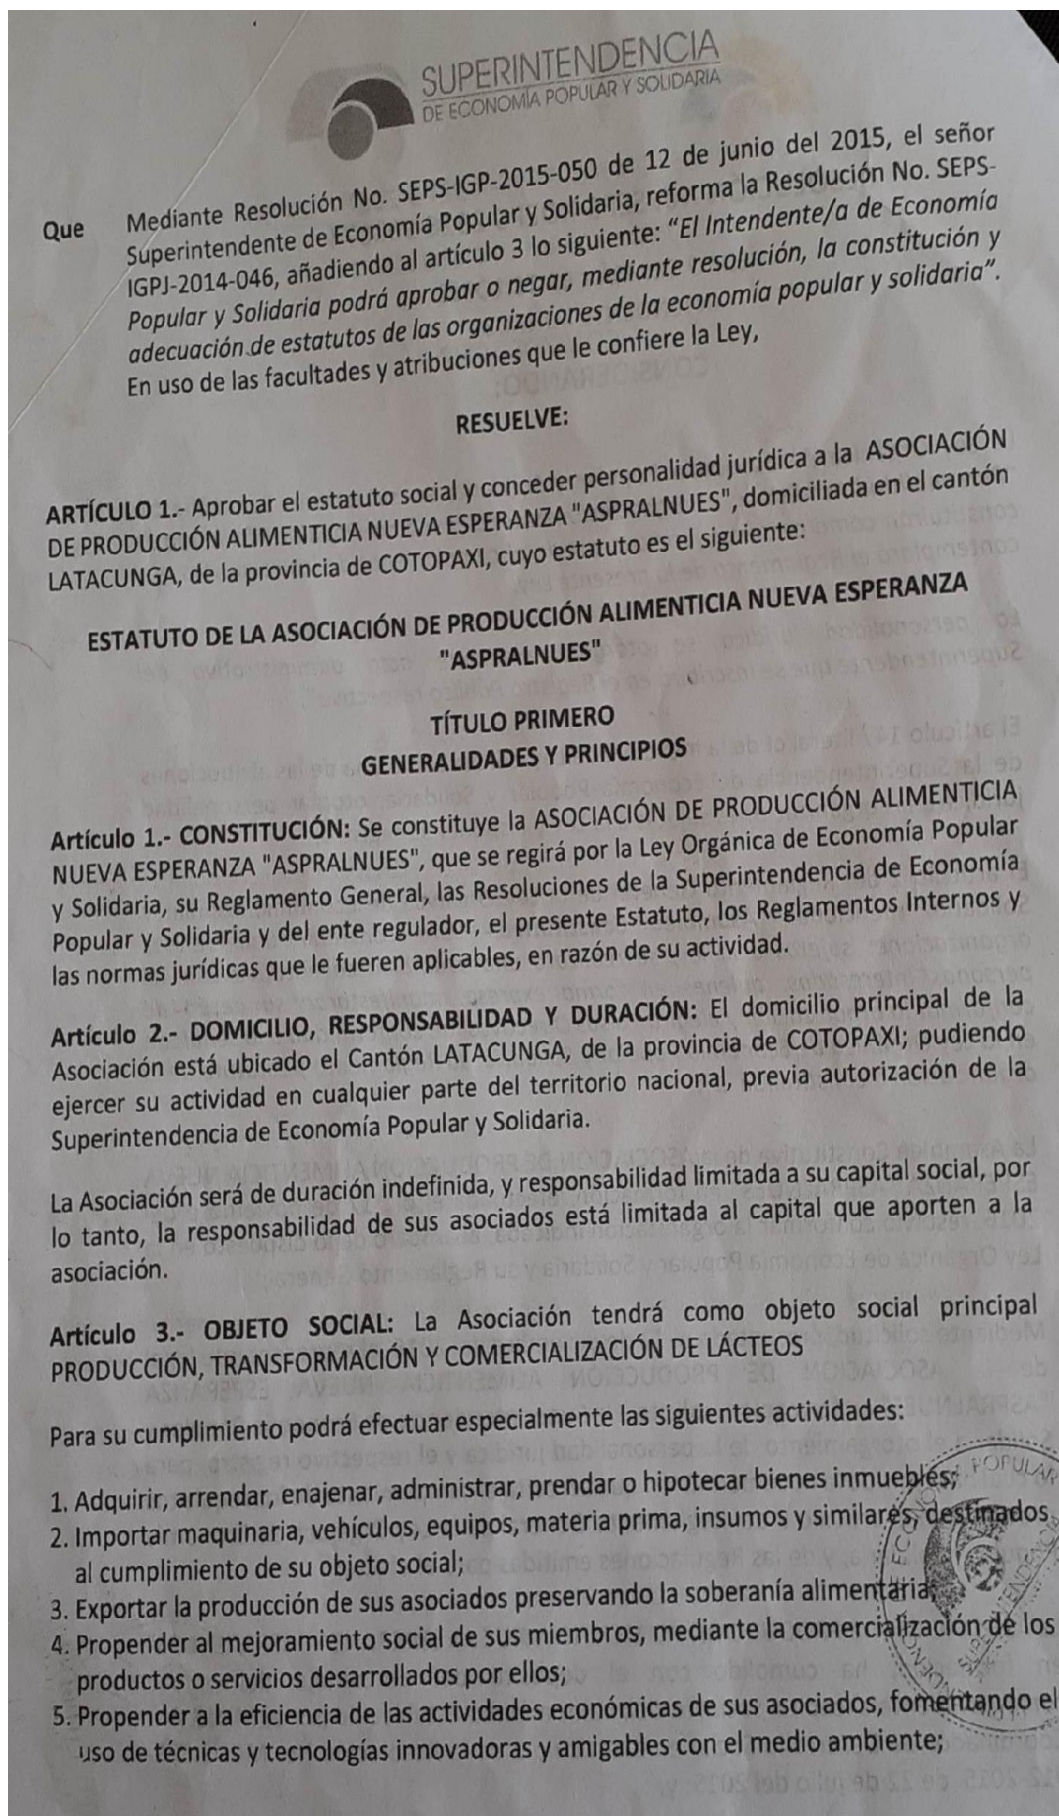 SUPERINTENDENCIA
DE ECONOMÍA POPULAR Y SOLIDARIA
Que Mediante Resolución No. SEPS-IGP-2015-050 de 12 de junio del 2015, el señor
Superintendente de Economía Popular y Solidaria, reforma la Resolución No. SEPS-
IGPJ-2014-046, añadiendo al artículo 3 lo siguiente: “El Intendente/a de Economía
Popular y Solidaria podrá aprobar o negar, mediante resolución, la constitución y
adecuación de estatutos de las organizaciones de la economía popular y solidaria”.
En uso de las facultades y atribuciones que le confiere la Ley,
RESUELVE:
ARTÍCULO 1.- Aprobar el estatuto social y conceder personalidad jurídica a la ASOCIACIÓN
DE PRODUCCIÓN ALIMENTICIA NUEVA ESPERANZA "ASPRALNUES", domiciliada en el cantón
LATACUNGA, de la provincia de COTOPAXI, cuyo estatuto es el siguiente:
ESTATUTO DE LA ASOCIACIÓN DE PRODUCCIÓN ALIMENTICIA NUEVA ESPERANZA
"ASPRALNUES"
TÍTULO PRIMERO
GENERALIDADES Y PRINCIPIOS
Artículo 1.- CONSTITUCIÓN: Se constituye la ASOCIACIÓN DE PRODUCCIÓN ALIMENTICIA
NUEVA ESPERANZA "ASPRALNUES", que se regirá por la Ley Orgánica de Economía Popular
y Solidaria, su Reglamento General, las Resoluciones de la Superintendencia de Economía
Popular y Solidaria y del ente regulador, el presente Estatuto, los Reglamentos Internos y
las normas jurídicas que le fueren aplicables, en razón de su actividad.
Artículo 2.- DOMICILIO, RESPONSABILIDAD Y DURACIÓN: El domicilio principal de la
Asociación está ubicado el Cantón LATACUNGA, de la provincia de COTOPAXI; pudiendo
ejercer su actividad en cualquier parte del territorio nacional, previa autorización de la
Superintendencia de Economía Popular y Solidaria.
La Asociación será de duración indefinida, y responsabilidad limitada a su capital social, por
lo tanto, la responsabilidad de sus asociados está limitada al capital que aporten a la
asociación.
Artículo 3.- OBJETO SOCIAL: La Asociación tendrá como objeto social principal
PRODUCCIÓN, TRANSFORMACIÓN Y COMERCIALIZACIÓN DE LÁCTEOS
Para su cumplimiento podrá efectuar especialmente las siguientes actividades:
1. Adquirir, arrendar, enajenar, administrar, prendar o hipotecar bienes inmuebles;
2. Importar maquinaria, vehículos, equipos, materia prima, insumos y similares, destinados
al cumplimiento de su objeto social;
3. Exportar la producción de sus asociados preservando la soberanía alimentaria;
4. Propender al mejoramiento social de sus miembros, mediante la comercialización de los
productos o servicios desarrollados por ellos;
5. Propender a la eficiencia de las actividades económicas de sus asociados, fomentando el
uso de técnicas y tecnologías innovadoras y amigables con el medio ambiente;